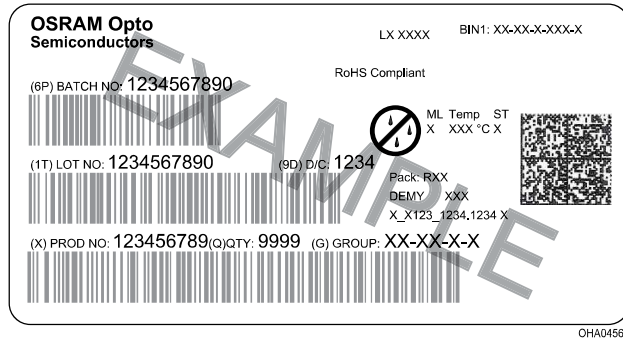 OSRAM Opto
Semiconductors
LX XXXX
BIN1: XX-XX-X-XXX-X
RoHS Compliant
(6P) BATCH NO: 1234567890
ML Temp ST
X XXX °C X
(1T) LOT NO: 1234567890 (9D) D/C: 1234
Pack: RXX
DEMY XXX
X_X123_1234.1234 X
(X) PROD NO: 123456789(Q)QTY: 9999 (G) GROUP: XX-XX-X-X
EXAMPLE
OHA0456